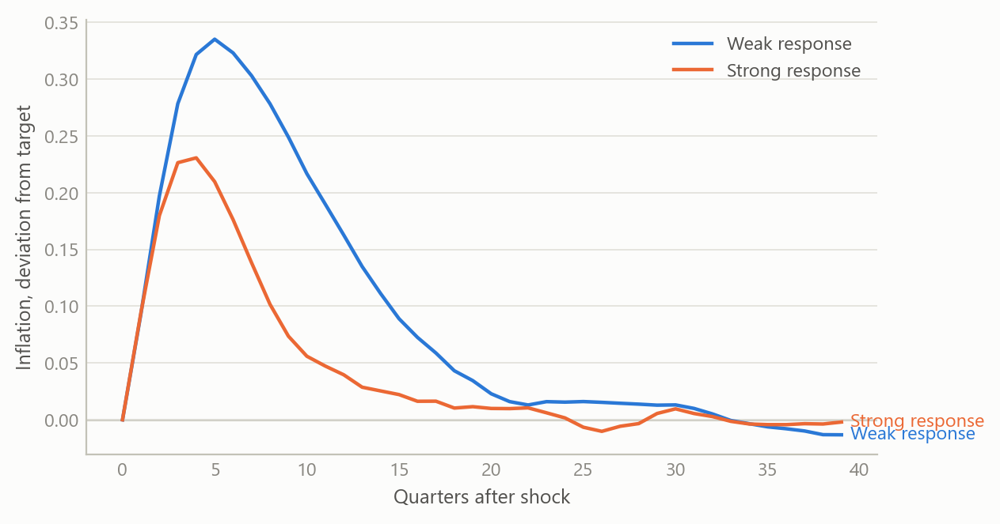 0.35
0.30
0.25
0.20
0.15
0.10
0.05
0.00
Inflation, deviation from target
Weak response
Strong response
Strong response
Weak response
0 5 10 15 20 25 30 35 40
Quarters after shock